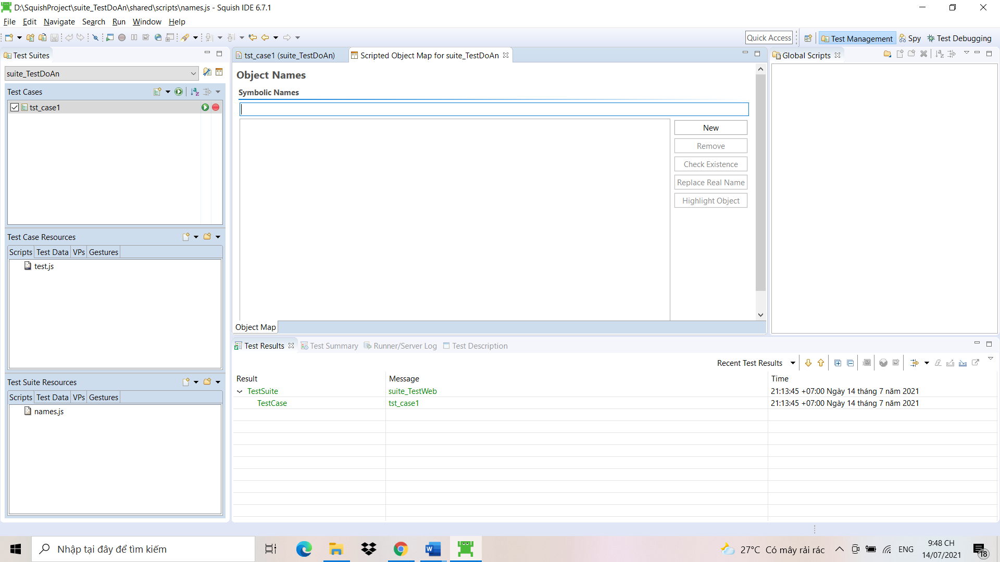 D:\SquishProject\suite_TestDoAn\shared\scripts\names.js - Squish IDE 6.7.1
File Edit Navigate Search Run Window Help
Quick Access Test Management Spy Test Debugging
Test Suites
suite_TestDoAn
Test Cases
tst_case1
Test Case Resources
Scripts Test Data VPs Gestures
test.js
Test Suite Resources
Scripts Test Data VPs Gestures
names.js
tst_case1 (suite_TestDoAn) Scripted Object Map for suite_TestDoAn
Object Names
Symbolic Names
New
Remove
Check Existence
Replace Real Name
Highlight Object
Object Map
Global Scripts
Test Results Test Summary Runner/Server Log Test Description
Recent Test Results
Result Message Time
TestSuite suite_TestWeb 21:13:45 +07:00 Ngày 14 tháng 7 năm 2021
TestCase tst_case1 21:13:45 +07:00 Ngày 14 tháng 7 năm 2021
Nhập tại đây để tìm kiếm
27°C Có mây rải rác ENG
9:48 CH
14/07/2021
18